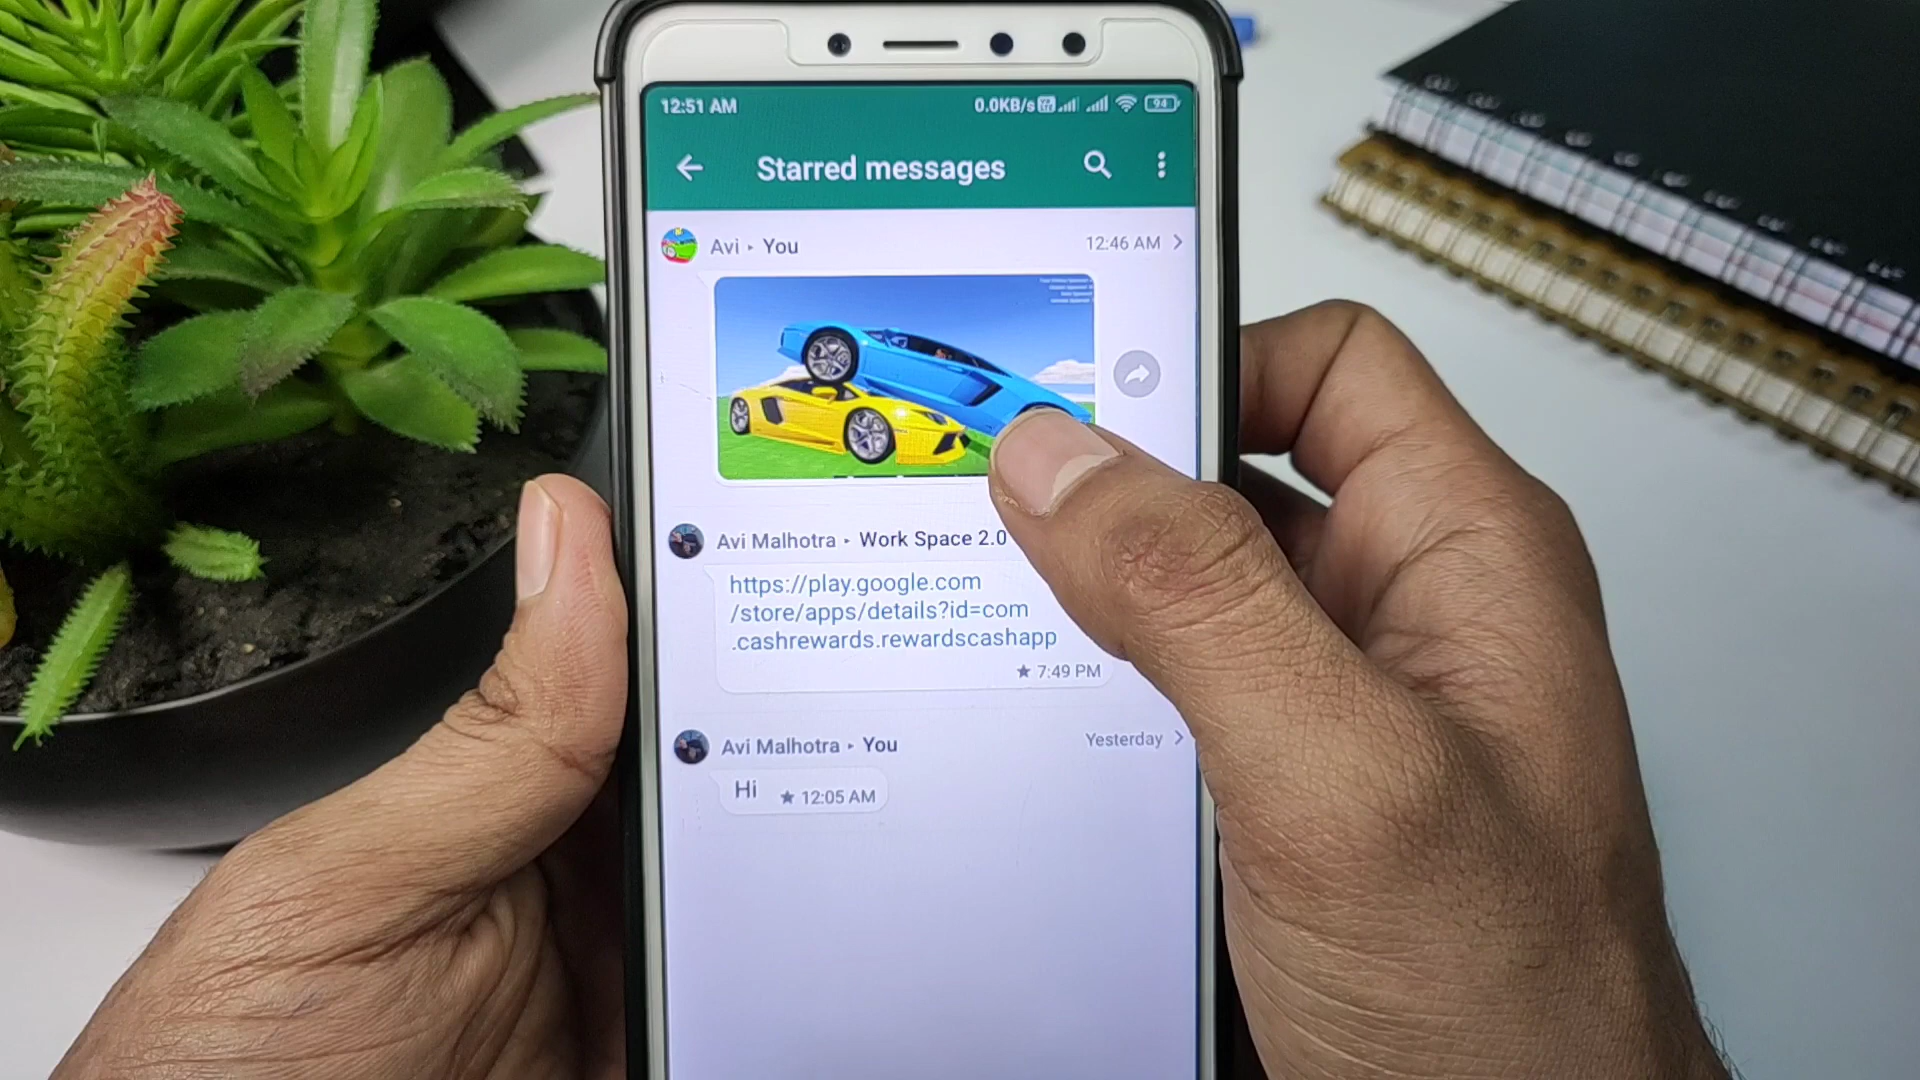 12:51 AM 0.0KB/s 94
Starred messages
Avi ▸ You 12:46 AM
Avi Malhotra ▸ Work Space 2.0
https://play.google.com
/store/apps/details?id=com
.cashrewards.rewardscashapp
★ 7:49 PM
Avi Malhotra ▸ You Yesterday
Hi ★ 12:05 AM